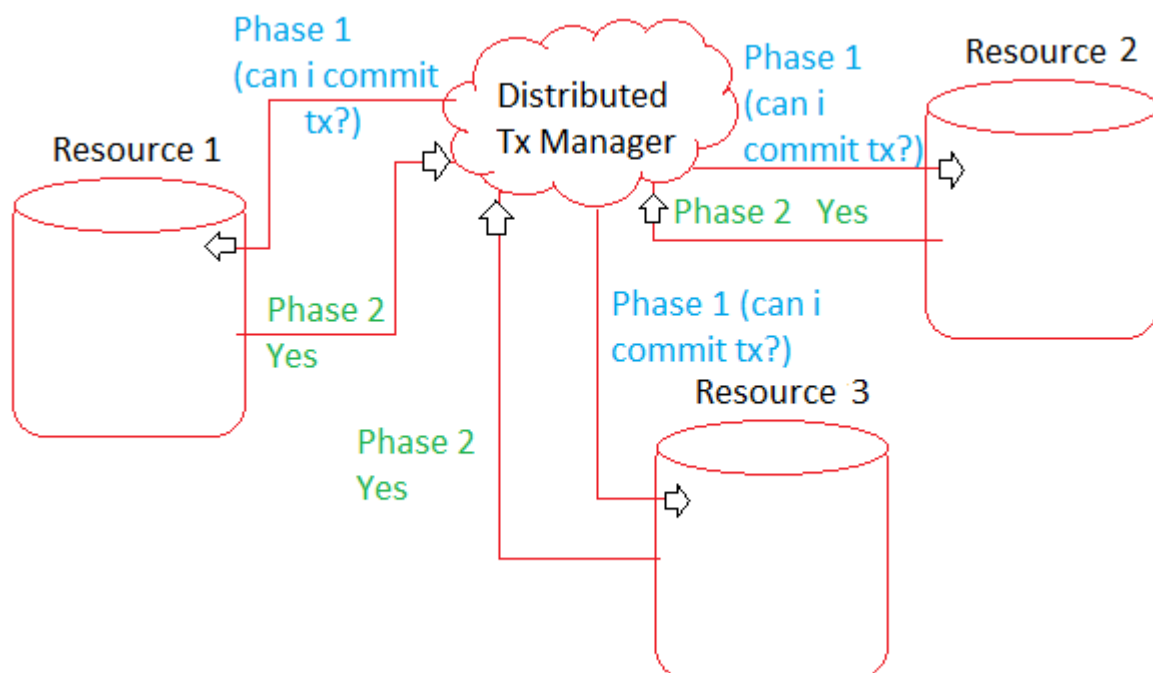 Phase 1
(can i commit
tx?)
Distributed
Tx Manager
Phase 1
(can i
commit tx?)
Resource 2
Resource 1
Phase 2 Yes
Phase 2
Yes
Phase 1 (can i
commit tx?)
Resource 3
Phase 2
Yes